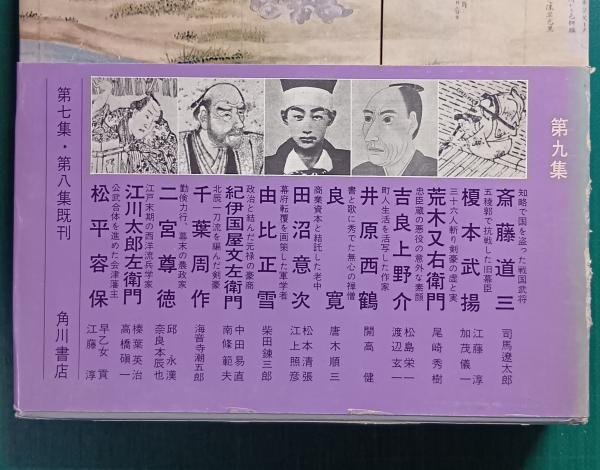 第九集
知略で国を盗った戦国武将
斎藤道三 司馬遼太郎
五稜郭で抗戦した旧幕臣
榎本武揚 江藤淳 加茂儀一
三十六人斬り剣豪の虚と実
荒木又右衛門 尾崎秀樹
忠臣蔵の悪役の意外な素顔
吉良上野介 松島栄一 渡辺玄一
町人生活を活写した作家
井原西鶴 開高健
書と歌に秀でた無心の禅僧
良寛 唐木順三
商業資本と結託した老中
田沼意次 松本清張 江上照彦
幕府転覆を画策した軍学者
由比正雪 柴田錬三郎
政治と結んだ元禄の豪商
紀伊国屋文左衛門 中田易直 南條範夫
北辰一刀流を編んだ剣豪
千葉周作 海音寺潮五郎
勤倹力行、幕末の農政家
二宮尊徳 邱永漢 奈良本辰也
江戸末期の西洋流兵学家
江川太郎左衛門 榛葉英治 高橋磌一
公武合体を進めた会津藩主
松平容保 早乙女貢 江藤淳
第七集・第八集既刊
角川書店